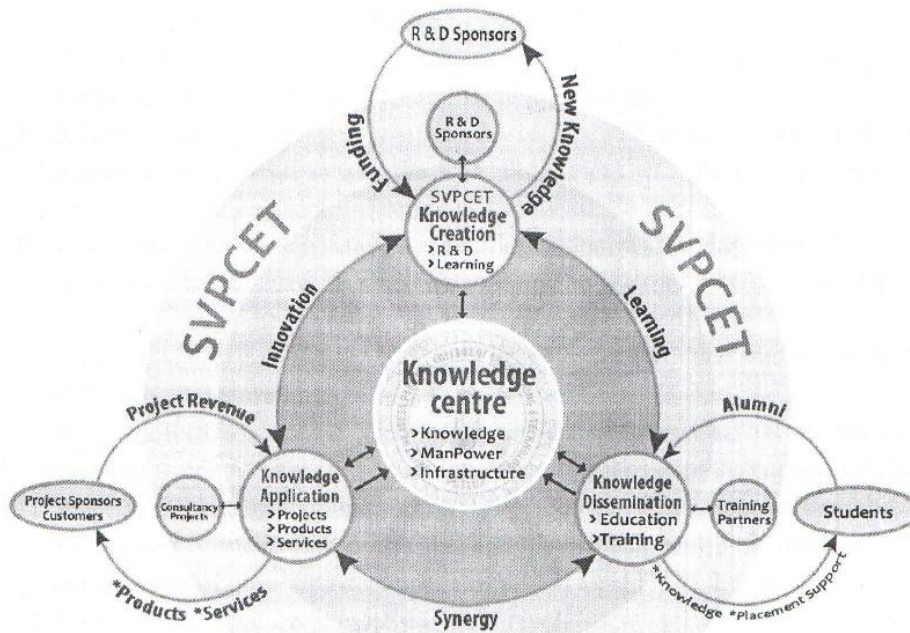 R & D Sponsors
R & D
Sponsors
Funding
New Knowledge
SVPCET
Knowledge
Creation
> R & D
> Learning
SVPCET
SVPCET
Innovation
Learning
Knowledge
centre
> Knowledge
> ManPower
> Infrastructure
Project Revenue
Project Sponsors
Customers
Consultancy
Projects
Knowledge
Application
> Projects
> Products
> Services
*Products *Services
Alumni
Knowledge
Dissemination
> Education
> Training
Training
Partners
Students
*Knowledge *Placement Support
Synergy